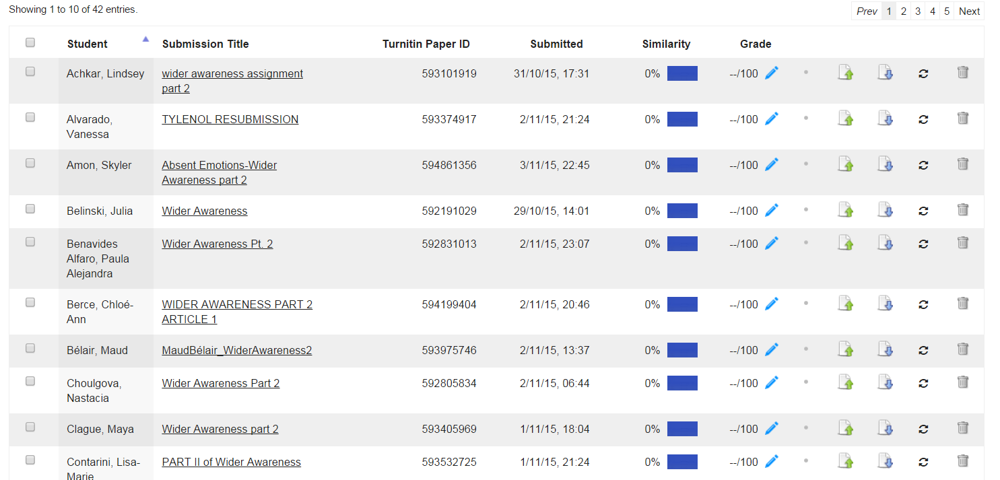 Showing 1 to 10 of 42 entries.
Prev 1 2 3 4 5 Next
Student Submission Title Turnitin Paper ID Submitted Similarity Grade
Achkar, Lindsey wider awareness assignment 593101919 31/10/15, 17:31 0% --/100
part 2
Alvarado, TYLENOL RESUBMISSION 593374917 2/11/15, 21:24 0% --/100
Vanessa
Amon, Skyler Absent Emotions-Wider 594861356 3/11/15, 22:45 0% --/100
Awareness part 2
Belinski, Julia Wider Awareness 592191029 29/10/15, 14:01 0% --/100
Benavides Wider Awareness Pt. 2 592831013 2/11/15, 23:07 0% --/100
Alfaro, Paula
Alejandra
Berce, Chloé- WIDER AWARENESS PART 2 594199404 2/11/15, 20:46 0% --/100
Ann ARTICLE 1
Bélair, Maud MaudBélair_WiderAwareness2 593975746 2/11/15, 13:37 0% --/100
Choulgova, Wider Awareness Part 2 592805834 2/11/15, 06:44 0% --/100
Nastacia
Clague, Maya Wider Awareness part 2 593405969 1/11/15, 18:04 0% --/100
Contarini, Lisa- PART II of Wider Awareness 593532725 1/11/15, 21:24 0% --/100
Marie